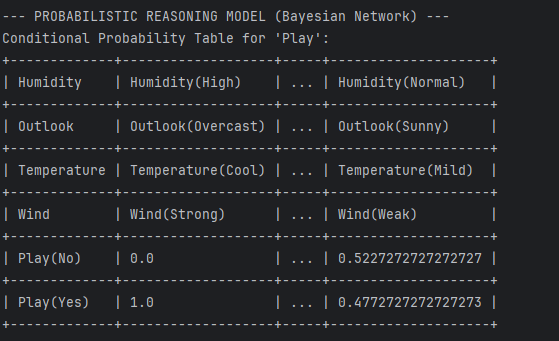 --- PROBABILISTIC REASONING MODEL (Bayesian Network) ---
Conditional Probability Table for 'Play':
+-------------+-------------------+-----+--------------------+
| Humidity    | Humidity(High)    | ... | Humidity(Normal)   |
+-------------+-------------------+-----+--------------------+
| Outlook     | Outlook(Overcast) | ... | Outlook(Sunny)     |
+-------------+-------------------+-----+--------------------+
| Temperature | Temperature(Cool) | ... | Temperature(Mild)  |
+-------------+-------------------+-----+--------------------+
| Wind        | Wind(Strong)      | ... | Wind(Weak)         |
+-------------+-------------------+-----+--------------------+
| Play(No)    | 0.0               | ... | 0.5227272727272727 |
+-------------+-------------------+-----+--------------------+
| Play(Yes)   | 1.0               | ... | 0.4772727272727273 |
+-------------+-------------------+-----+--------------------+